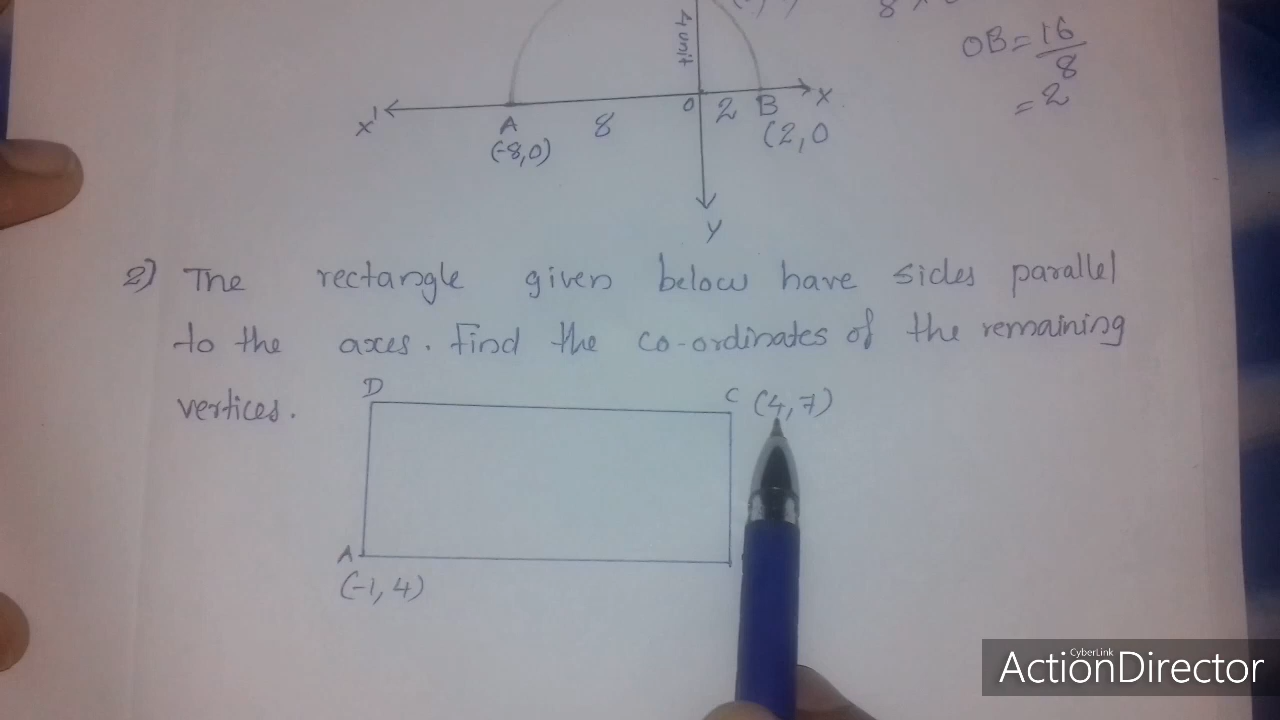 4 unit
OB = 16/8
= 2
X' A 8 O 2 B X
(-8,0) (2,0
Y
2) The rectangle given below have sides parallel
to the axes. Find the co-ordinates of the remaining
vertices.
D C (4,7)
A
(-1,4)
CyberLink
ActionDirector